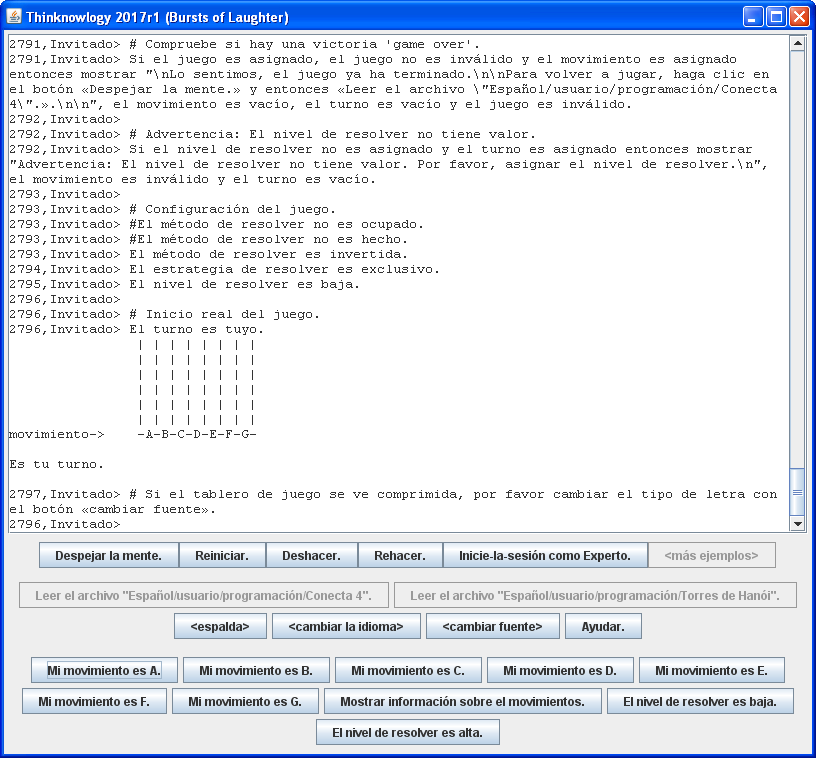 Thinknowlogy 2017r1 (Bursts of Laughter)
2791,Invitado> # Compruebe si hay una victoria 'game over'.
2791,Invitado> Si el juego es asignado, el juego no es inválido y el movimiento es asignado
entonces mostrar "\nLo sentimos, el juego ya ha terminado.\n\nPara volver a jugar, haga clic en
el botón «Despejar la mente.» y entonces «Leer el archivo \"Español/usuario/programación/Conecta
4\".».\n\n", el movimiento es vacío, el turno es vacío y el juego es inválido.
2792,Invitado>
2792,Invitado> # Advertencia: El nivel de resolver no tiene valor.
2792,Invitado> Si el nivel de resolver no es asignado y el turno es asignado entonces mostrar
"Advertencia: El nivel de resolver no tiene valor. Por favor, asignar el nivel de resolver.\n",
el movimiento es inválido y el turno es vacío.
2793,Invitado>
2793,Invitado> # Configuración del juego.
2793,Invitado> #El método de resolver no es ocupado.
2793,Invitado> #El método de resolver no es hecho.
2793,Invitado> El método de resolver es invertida.
2794,Invitado> El estrategia de resolver es exclusivo.
2795,Invitado> El nivel de resolver es baja.
2796,Invitado>
2796,Invitado> # Inicio real del juego.
2796,Invitado> El turno es tuyo.
| | | | | | | |
| | | | | | | |
| | | | | | | |
| | | | | | | |
| | | | | | | |
| | | | | | | |
movimiento-> -A-B-C-D-E-F-G-
Es tu turno.
2797,Invitado> # Si el tablero de juego se ve comprimida, por favor cambiar el tipo de letra con
el botón «cambiar fuente».
2796,Invitado>
Despejar la mente. Reiniciar. Deshacer. Rehacer. Inicie-la-sesión como Experto. <más ejemplos>
Leer el archivo "Español/usuario/programación/Conecta 4". Leer el archivo "Español/usuario/programación/Torres de Hanói".
<espalda> <cambiar la idioma> <cambiar fuente> Ayudar.
Mi movimiento es A. Mi movimiento es B. Mi movimiento es C. Mi movimiento es D. Mi movimiento es E.
Mi movimiento es F. Mi movimiento es G. Mostrar información sobre el movimientos. El nivel de resolver es baja.
El nivel de resolver es alta.